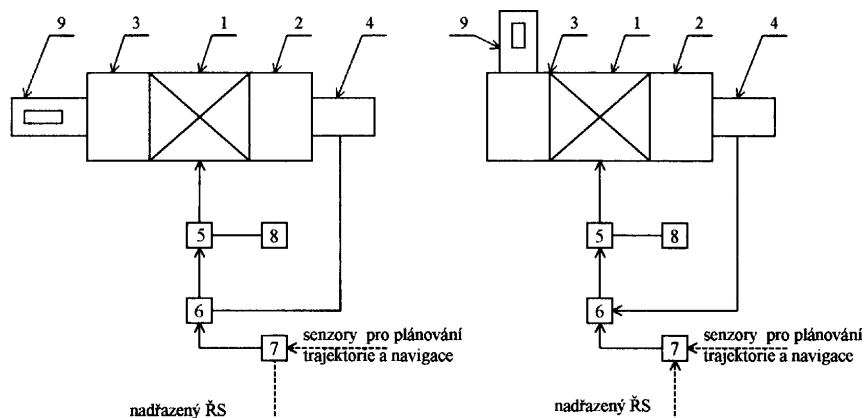 9 3 1 2 4
9 3 1 2 4
5 8
5 8
6
6
7
senzory pro plánování
trajektorie a navigace
7
senzory pro plánování
trajektorie a navigace
nadřazený ŘS
nadřazený ŘS